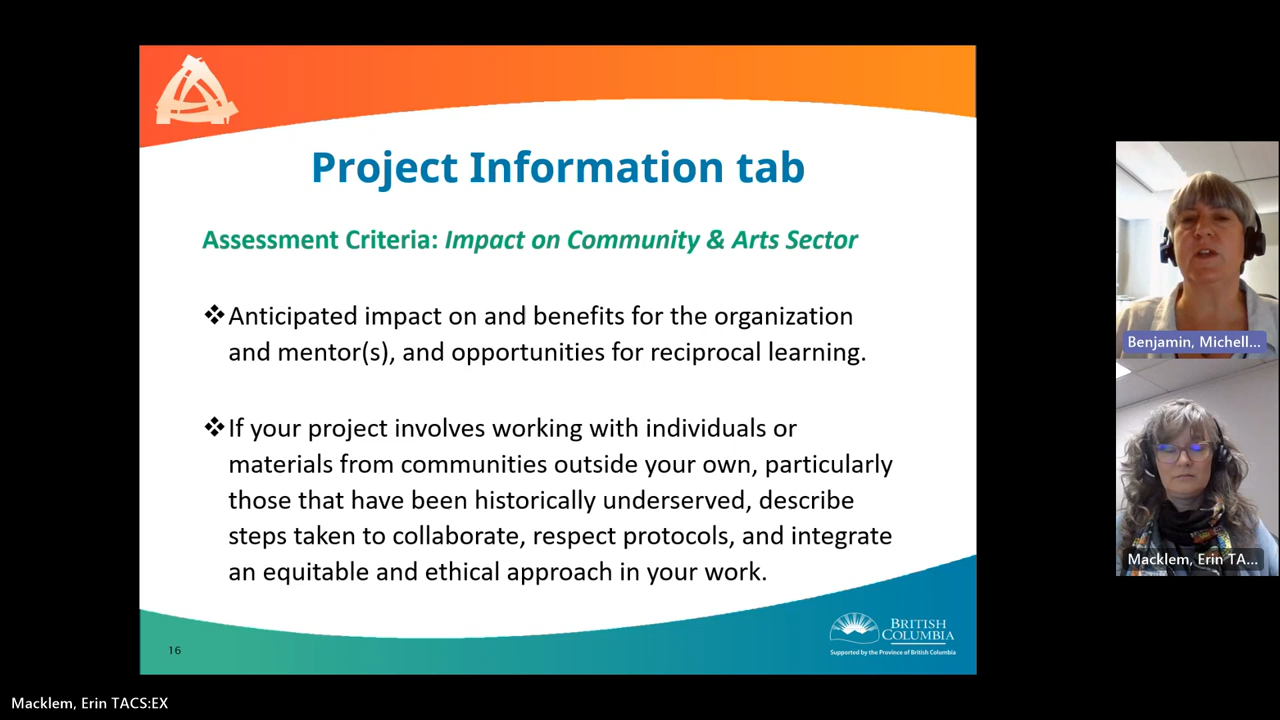 Project Information tab
Assessment Criteria: Impact on Community & Arts Sector
❖Anticipated impact on and benefits for the organization
and mentor(s), and opportunities for reciprocal learning.
❖If your project involves working with individuals or
materials from communities outside your own, particularly
those that have been historically underserved, describe
steps taken to collaborate, respect protocols, and integrate
an equitable and ethical approach in your work.
16
BRITISH
COLUMBIA
Supported by the Province of British Columbia
Benjamin, Michell...
Macklem, Erin TA...
Macklem, Erin TACS:EX